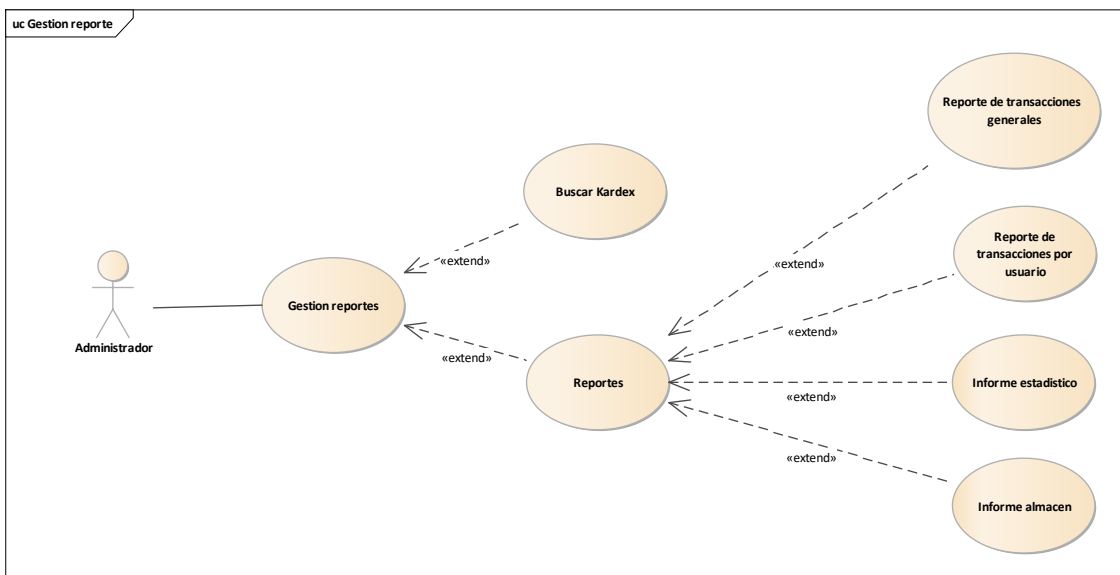 uc Gestion reporte
Reporte de transacciones
generales
Buscar Kardex
«extend»
«extend»
Reporte de
transacciones por
usuario
Gestion reportes
«extend»
Administrador
«extend»
Reportes
Informe estadistico
«extend»
«extend»
Informe almacen